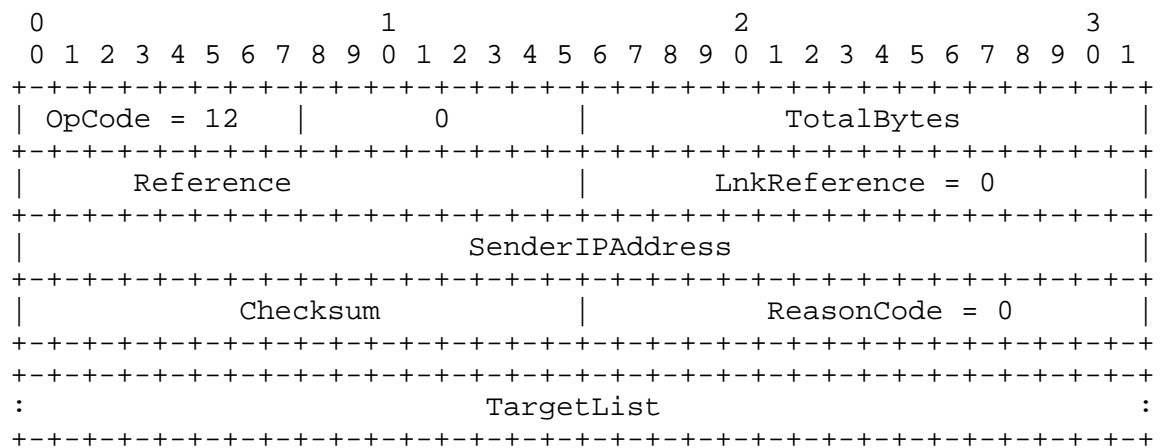 0                   1                   2                   3
 0 1 2 3 4 5 6 7 8 9 0 1 2 3 4 5 6 7 8 9 0 1 2 3 4 5 6 7 8 9 0 1
+-+-+-+-+-+-+-+-+-+-+-+-+-+-+-+-+-+-+-+-+-+-+-+-+-+-+-+-+-+-+-+-+
| OpCode = 12   |       0       |           TotalBytes          |
+-+-+-+-+-+-+-+-+-+-+-+-+-+-+-+-+-+-+-+-+-+-+-+-+-+-+-+-+-+-+-+-+
|      Reference                |       LnkReference = 0        |
+-+-+-+-+-+-+-+-+-+-+-+-+-+-+-+-+-+-+-+-+-+-+-+-+-+-+-+-+-+-+-+-+
|                         SenderIPAddress                       |
+-+-+-+-+-+-+-+-+-+-+-+-+-+-+-+-+-+-+-+-+-+-+-+-+-+-+-+-+-+-+-+-+
|            Checksum           |          ReasonCode = 0       |
+-+-+-+-+-+-+-+-+-+-+-+-+-+-+-+-+-+-+-+-+-+-+-+-+-+-+-+-+-+-+-+-+
+-+-+-+-+-+-+-+-+-+-+-+-+-+-+-+-+-+-+-+-+-+-+-+-+-+-+-+-+-+-+-+-+
:                          TargetList                           :
+-+-+-+-+-+-+-+-+-+-+-+-+-+-+-+-+-+-+-+-+-+-+-+-+-+-+-+-+-+-+-+-+